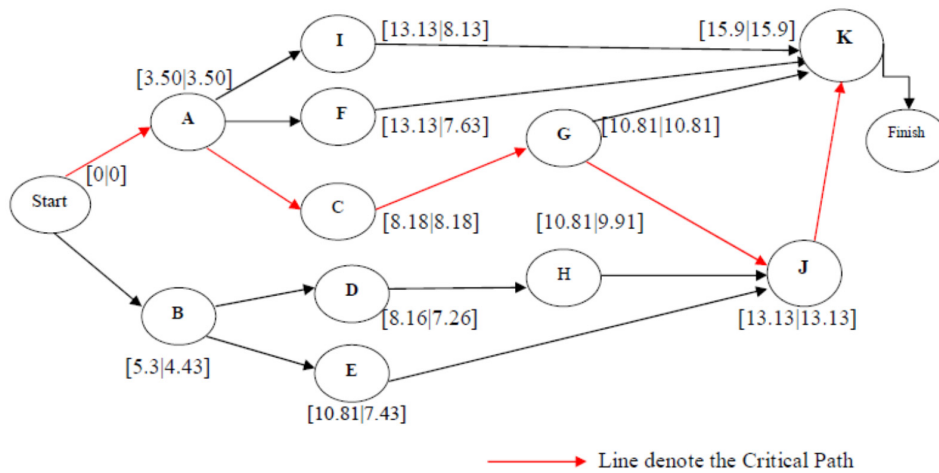 [13.13|8.13]
[15.9|15.9]
I
K
[3.50|3.50]
A
F
[13.13|7.63]
G
[10.81|10.81]
Finish
[0|0]
Start
C
[8.18|8.18]
[10.81|9.91]
D
H
J
B
[8.16|7.26]
[13.13|13.13]
[5.3|4.43]
E
[10.81|7.43]
Line denote the Critical Path